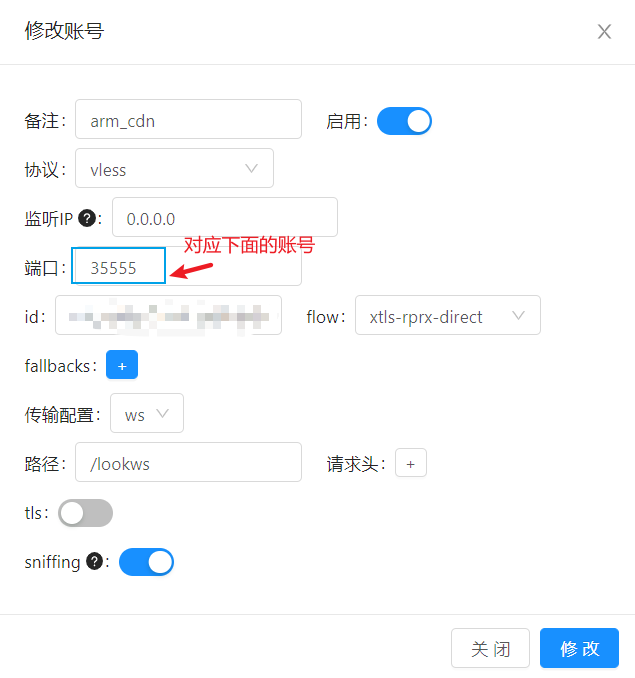 修改账号
备注: arm_cdn 启用:
协议: vless
监听IP ?: 0.0.0.0
对应下面的账号
端口: 35555
id: flow: xtls-rprx-direct
fallbacks: +
传输配置: ws
路径: /lookws 请求头: +
tls:
sniffing ?:
关 闭 修 改